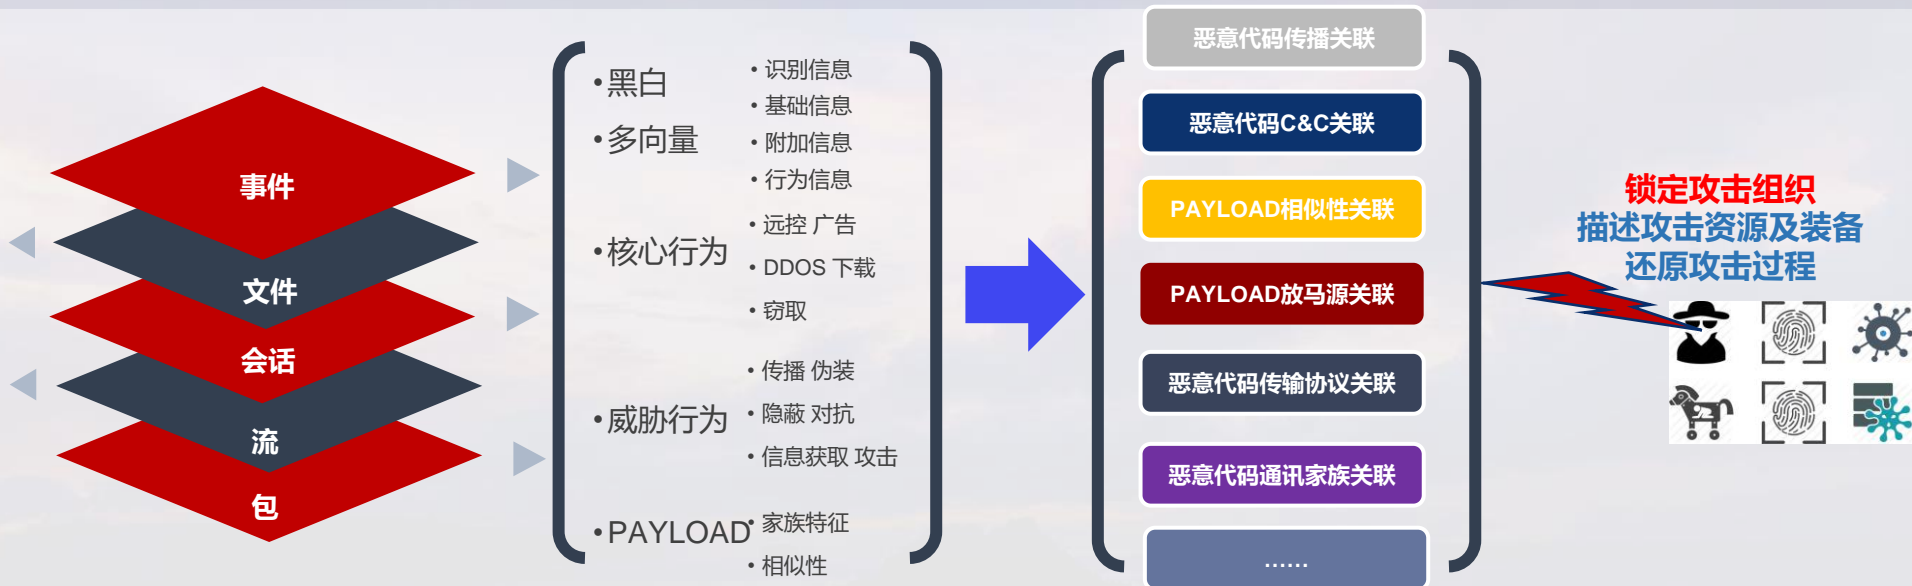 事件
文件
会话
流
包
•黑白
•多向量
•核心行为
•威胁行为
•PAYLOAD
• 识别信息
• 基础信息
• 附加信息
• 行为信息
• 远控 广告
• DDOS 下载
• 窃取
• 传播 伪装
• 隐蔽 对抗
• 信息获取 攻击
• 家族特征
• 相似性
恶意代码传播关联
恶意代码C&C关联
PAYLOAD相似性关联
PAYLOAD放马源关联
恶意代码传输协议关联
恶意代码通讯家族关联
……
锁定攻击组织
描述攻击资源及装备
还原攻击过程